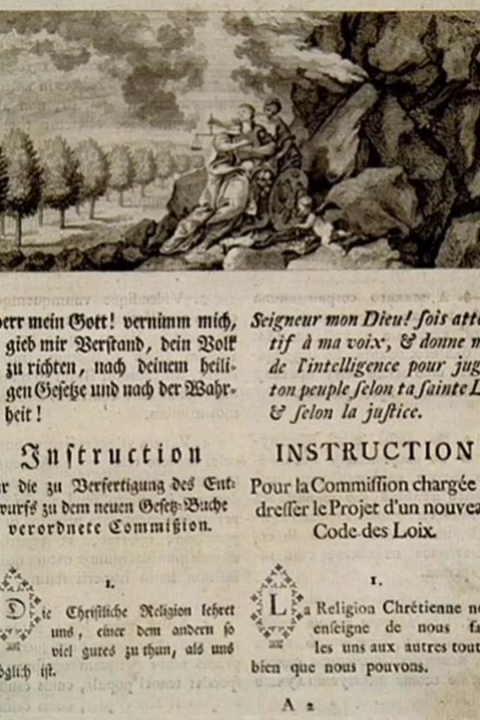 herr mein Gott! vernimm mich,
gieb mir Verstand, dein Volk
zu richten, nach deinem heili-
gen Gesetze und nach der Wahr-
heit!
Instruction
die zu Verfertigung des Ent-
wurfs zu dem neuen Gesetz-Buche
verordnete Commißion.
1.
Die Christliche Religion lehret
uns, einer dem andern so
viel gutes zu thun, als uns
möglich ist.
Seigneur mon Dieu! sois atten
tif à ma voix, & donne m
de l'intelligence pour jug
ton peuple selon ta sainte L
& selon la justice.
INSTRUCTION
Pour la Commission chargée
dresser le Projet d'un nouvea
Code des Loix.
1.
La Religion Chrétienne no
enseigne de nous fa
les uns aux autres tout
bien que nous pouvons.
A 2